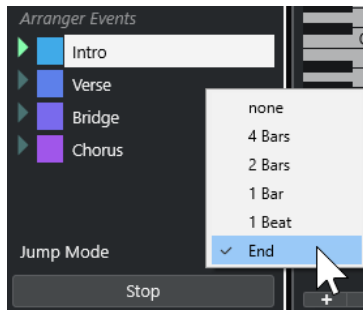 Arranger Events
Intro
Verse
Bridge
Chorus
none
4 Bars
2 Bars
1 Bar
1 Beat
✓ End
Jump Mode
Stop
+